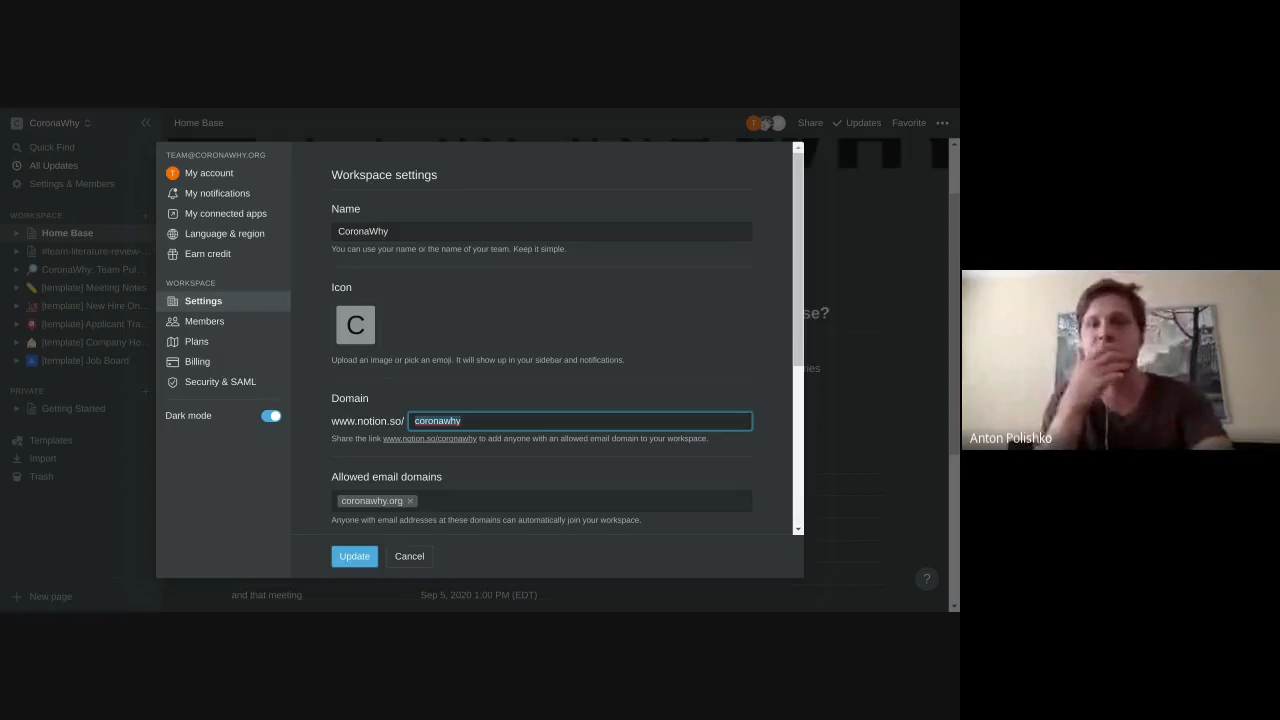 CoronaWhy
Home Base
Share
Updates
Favorite
Quick Find
All Updates
Settings & Members
WORKSPACE
Home Base
#team-literature-review-...
CoronaWhy: Team Pul...
[template] Meeting Notes
[template] New Hire On...
[template] Applicant Tra...
[template] Company Ho...
[template] Job Board
PRIVATE
Getting Started
Templates
Import
Trash
New page
TEAM@CORONAWHY.ORG
T My account
My notifications
My connected apps
Language & region
Earn credit
WORKSPACE
Settings
Members
Plans
Billing
Security & SAML
Dark mode
Workspace settings
Name
CoronaWhy
You can use your name or the name of your team. Keep it simple.
Icon
C
Upload an image or pick an emoji. It will show up in your sidebar and notifications.
Domain
www.notion.so/ coronawhy
Share the link www.notion.so/coronawhy to add anyone with an allowed email domain to your workspace.
Allowed email domains
coronawhy.org
Anyone with email addresses at these domains can automatically join your workspace.
Update
Cancel
se?
ries
and that meeting
Sep 5, 2020 1:00 PM (EDT)
?
Anton Polishko